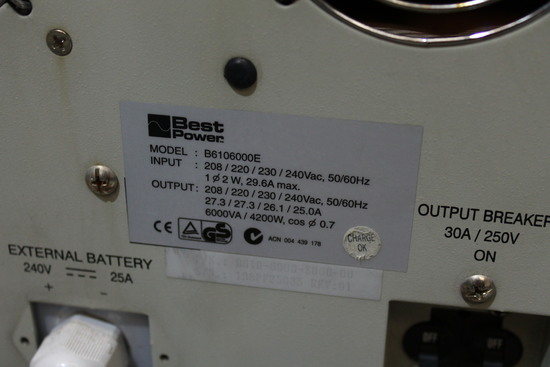 Best
Power
MODEL : B6106000E
INPUT : 208 / 220 / 230 / 240Vac, 50/60Hz
1 ϕ 2 W, 29.6A max.
OUTPUT : 208 / 220 / 230 / 240Vac, 50/60Hz
27.3 / 27.3 / 26.1 / 25.0A
6000VA / 4200W, cos ϕ 0.7
CE GS N ACN 004 439 178
CHARGE
OK
OUTPUT BREAKER
30A / 250V
ON
EXTERNAL BATTERY
240V 25A
+ −
OFF OFF